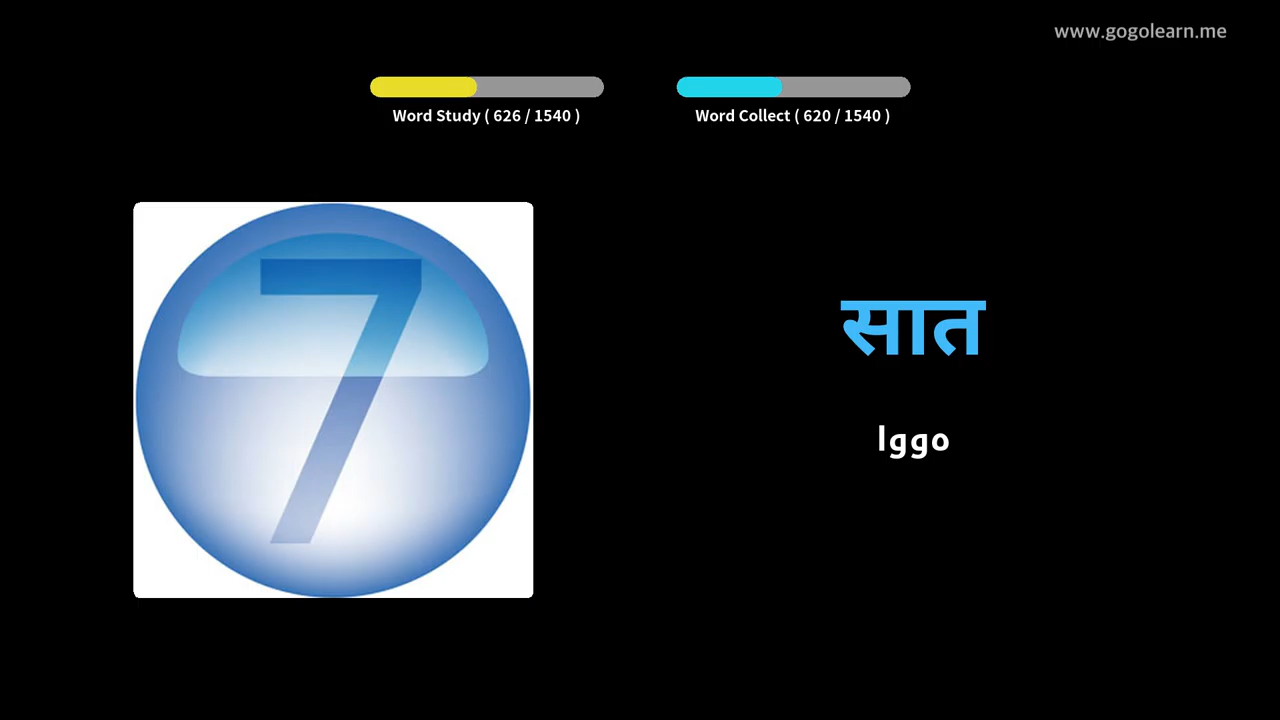 www.gogolearn.me
Word Study ( 626 / 1540 )
Word Collect ( 620 / 1540 )
7
सात
lggo